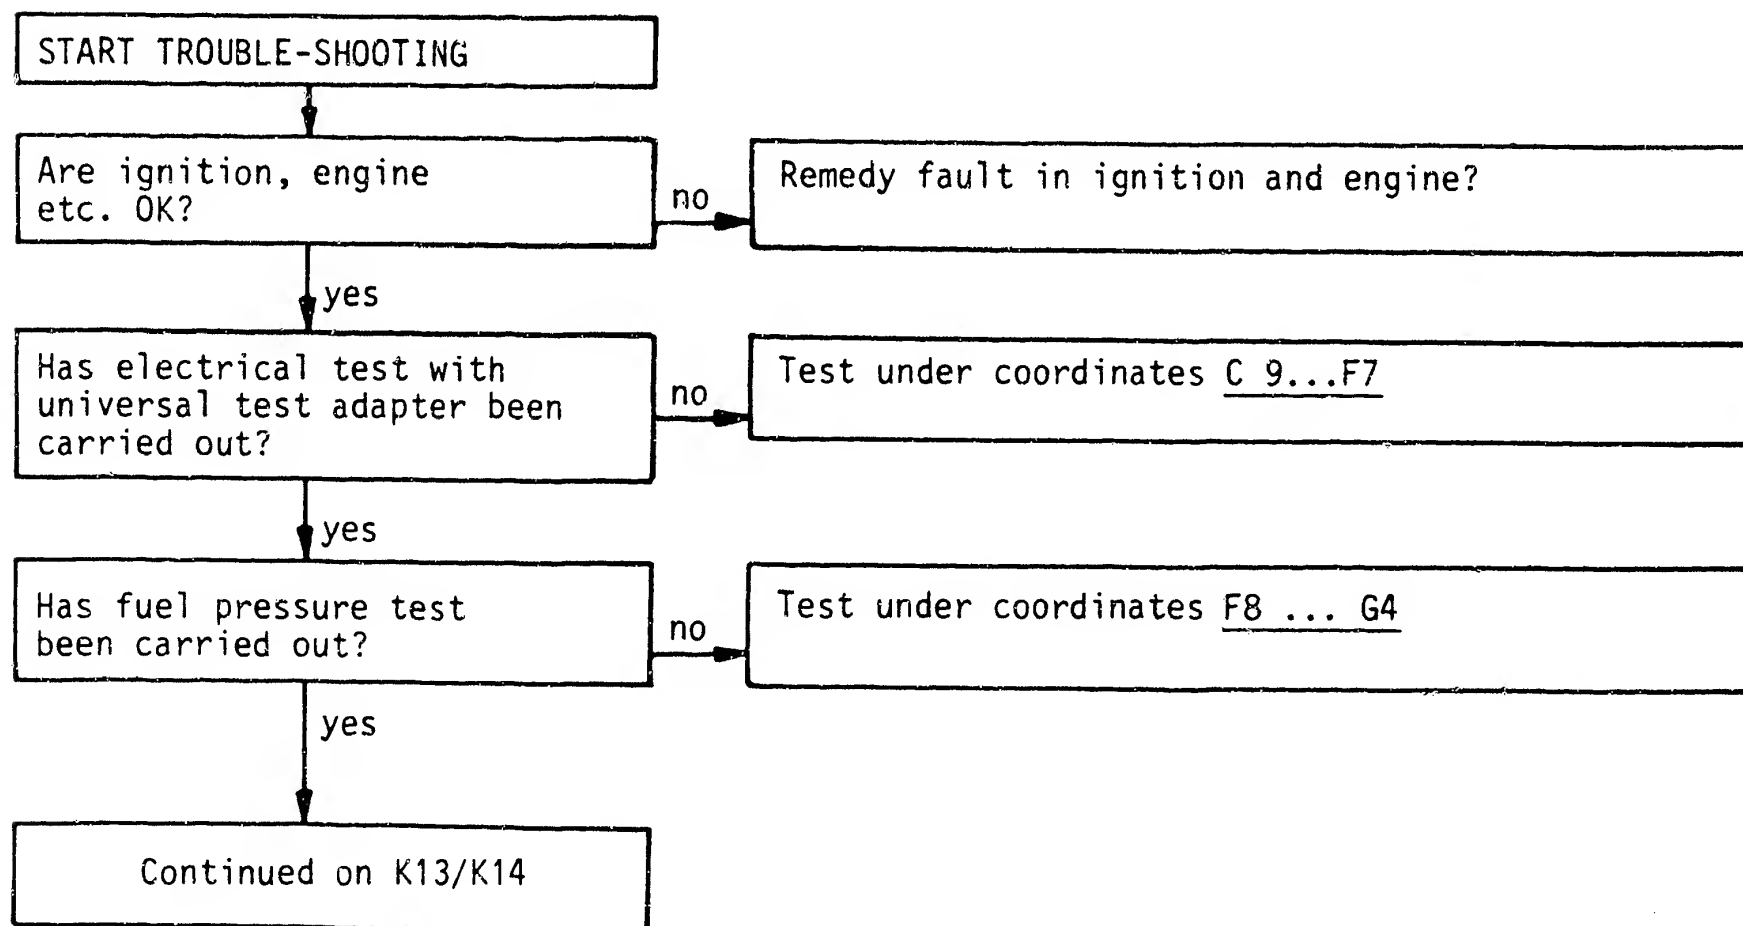 START TROUBLE-SHOOTING
Are ignition, engine
etc. OK?
no
Remedy fault in ignition and engine?
yes
Has electrical test with
universal test adapter been
carried out?
no
Test under coordinates C 9...F7
yes
Has fuel pressure test
been carried out?
no
Test under coordinates F8 ... G4
yes
Continued on K13/K14